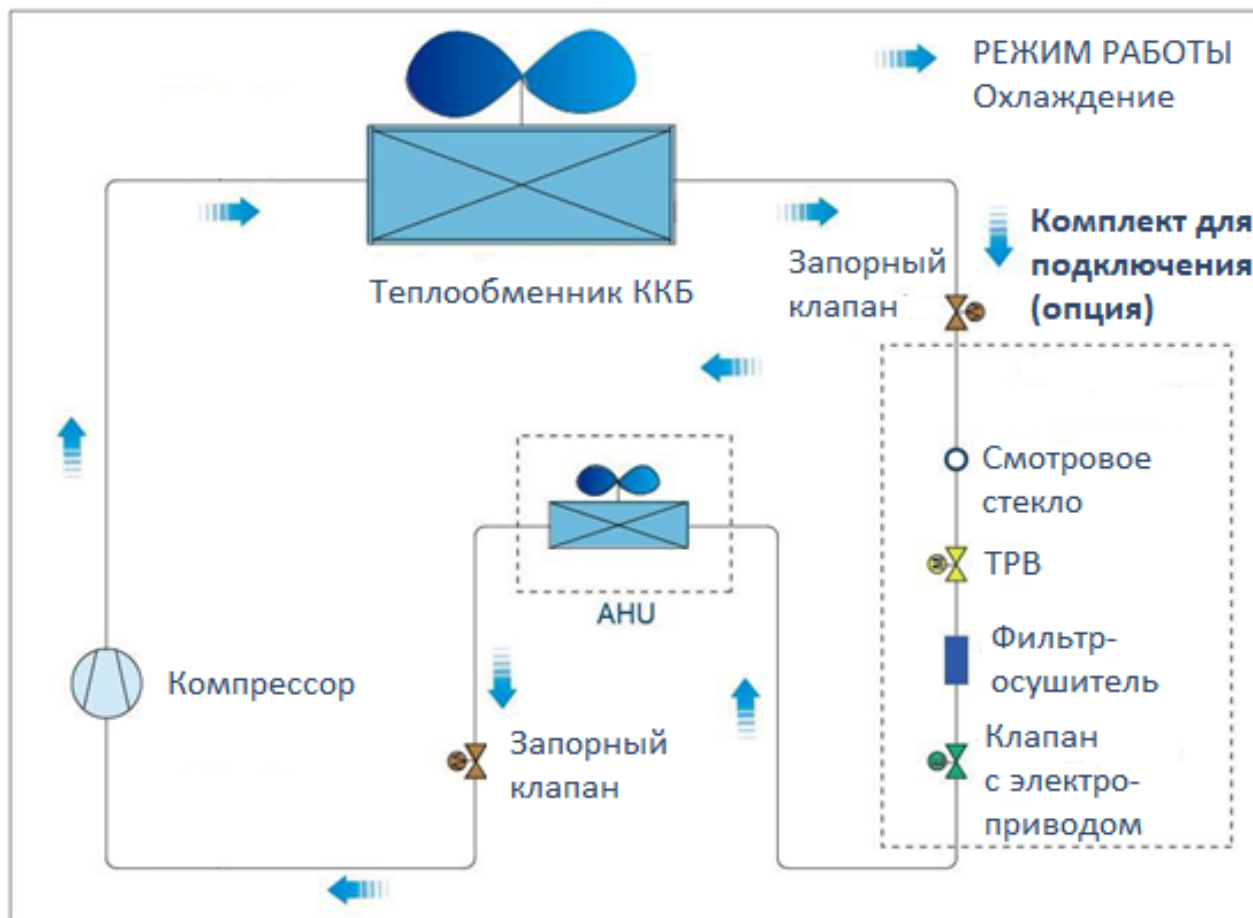 РЕЖИМ РАБОТЫ
Охлаждение
Комплект для
подключения
(опция)
Запорный
клапан
Теплообменник ККБ
Смотровое
стекло
ТРВ
AHU
Фильтр-
осушитель
Компрессор
Запорный
клапан
Клапан
с электро-
приводом